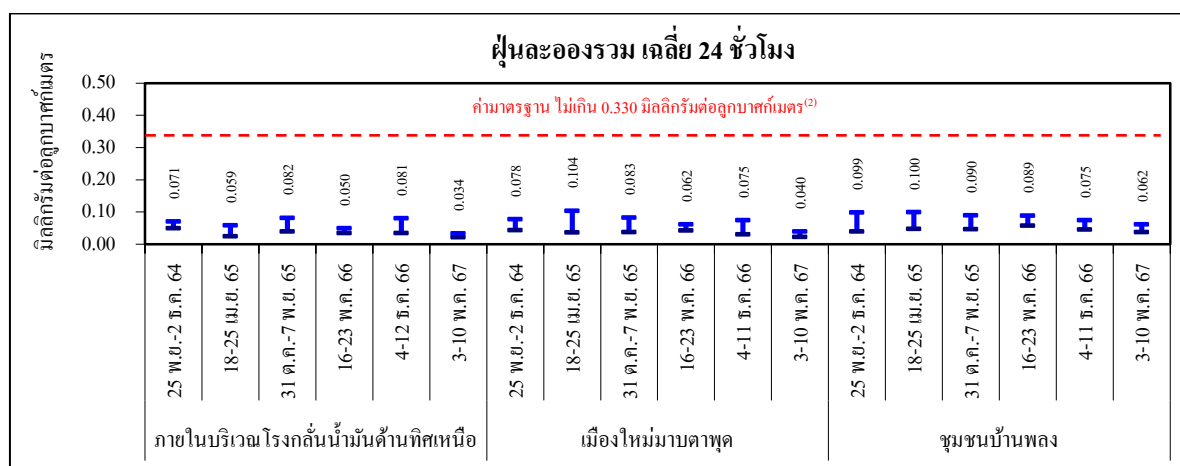 ฝุ่นละอองรวม เฉลี่ย 24 ชั่วโมง
มิลลิกรัมต่อลูกบาศก์เมตร
0.50
0.40
0.30
0.20
0.10
0.00
ค่ามาตรฐาน ไม่เกิน 0.330 มิลลิกรัมต่อลูกบาศก์เมตร(2)
0.071
0.059
0.082
0.050
0.081
0.034
0.078
0.104
0.083
0.062
0.075
0.040
0.099
0.100
0.090
0.089
0.075
0.062
25 พ.ย.-2 ธ.ค. 64
18-25 เม.ย. 65
31 ต.ค.-7 พ.ย. 65
16-23 พ.ค. 66
4-12 ธ.ค. 66
3-10 พ.ค. 67
25 พ.ย.-2 ธ.ค. 64
18-25 เม.ย. 65
31 ต.ค.-7 พ.ย. 65
16-23 พ.ค. 66
4-11 ธ.ค. 66
3-10 พ.ค. 67
25 พ.ย.-2 ธ.ค. 64
18-25 เม.ย. 65
31 ต.ค.-7 พ.ย. 65
16-23 พ.ค. 66
4-11 ธ.ค. 66
3-10 พ.ค. 67
ภายในบริเวณโรงกลั่นน้ำมันด้านทิศเหนือ
เมืองใหม่มาบตาพุด
ชุมชนบ้านพลง